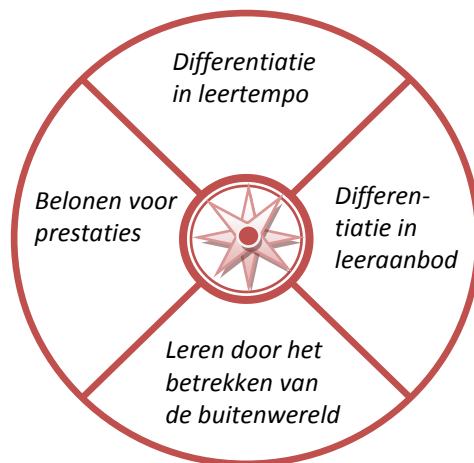 Differentiatie
in leertempo
Belonen voor
prestaties
Differen-
tiatie in
leeraanbod
Leren door het
betrekken van
de buitenwereld